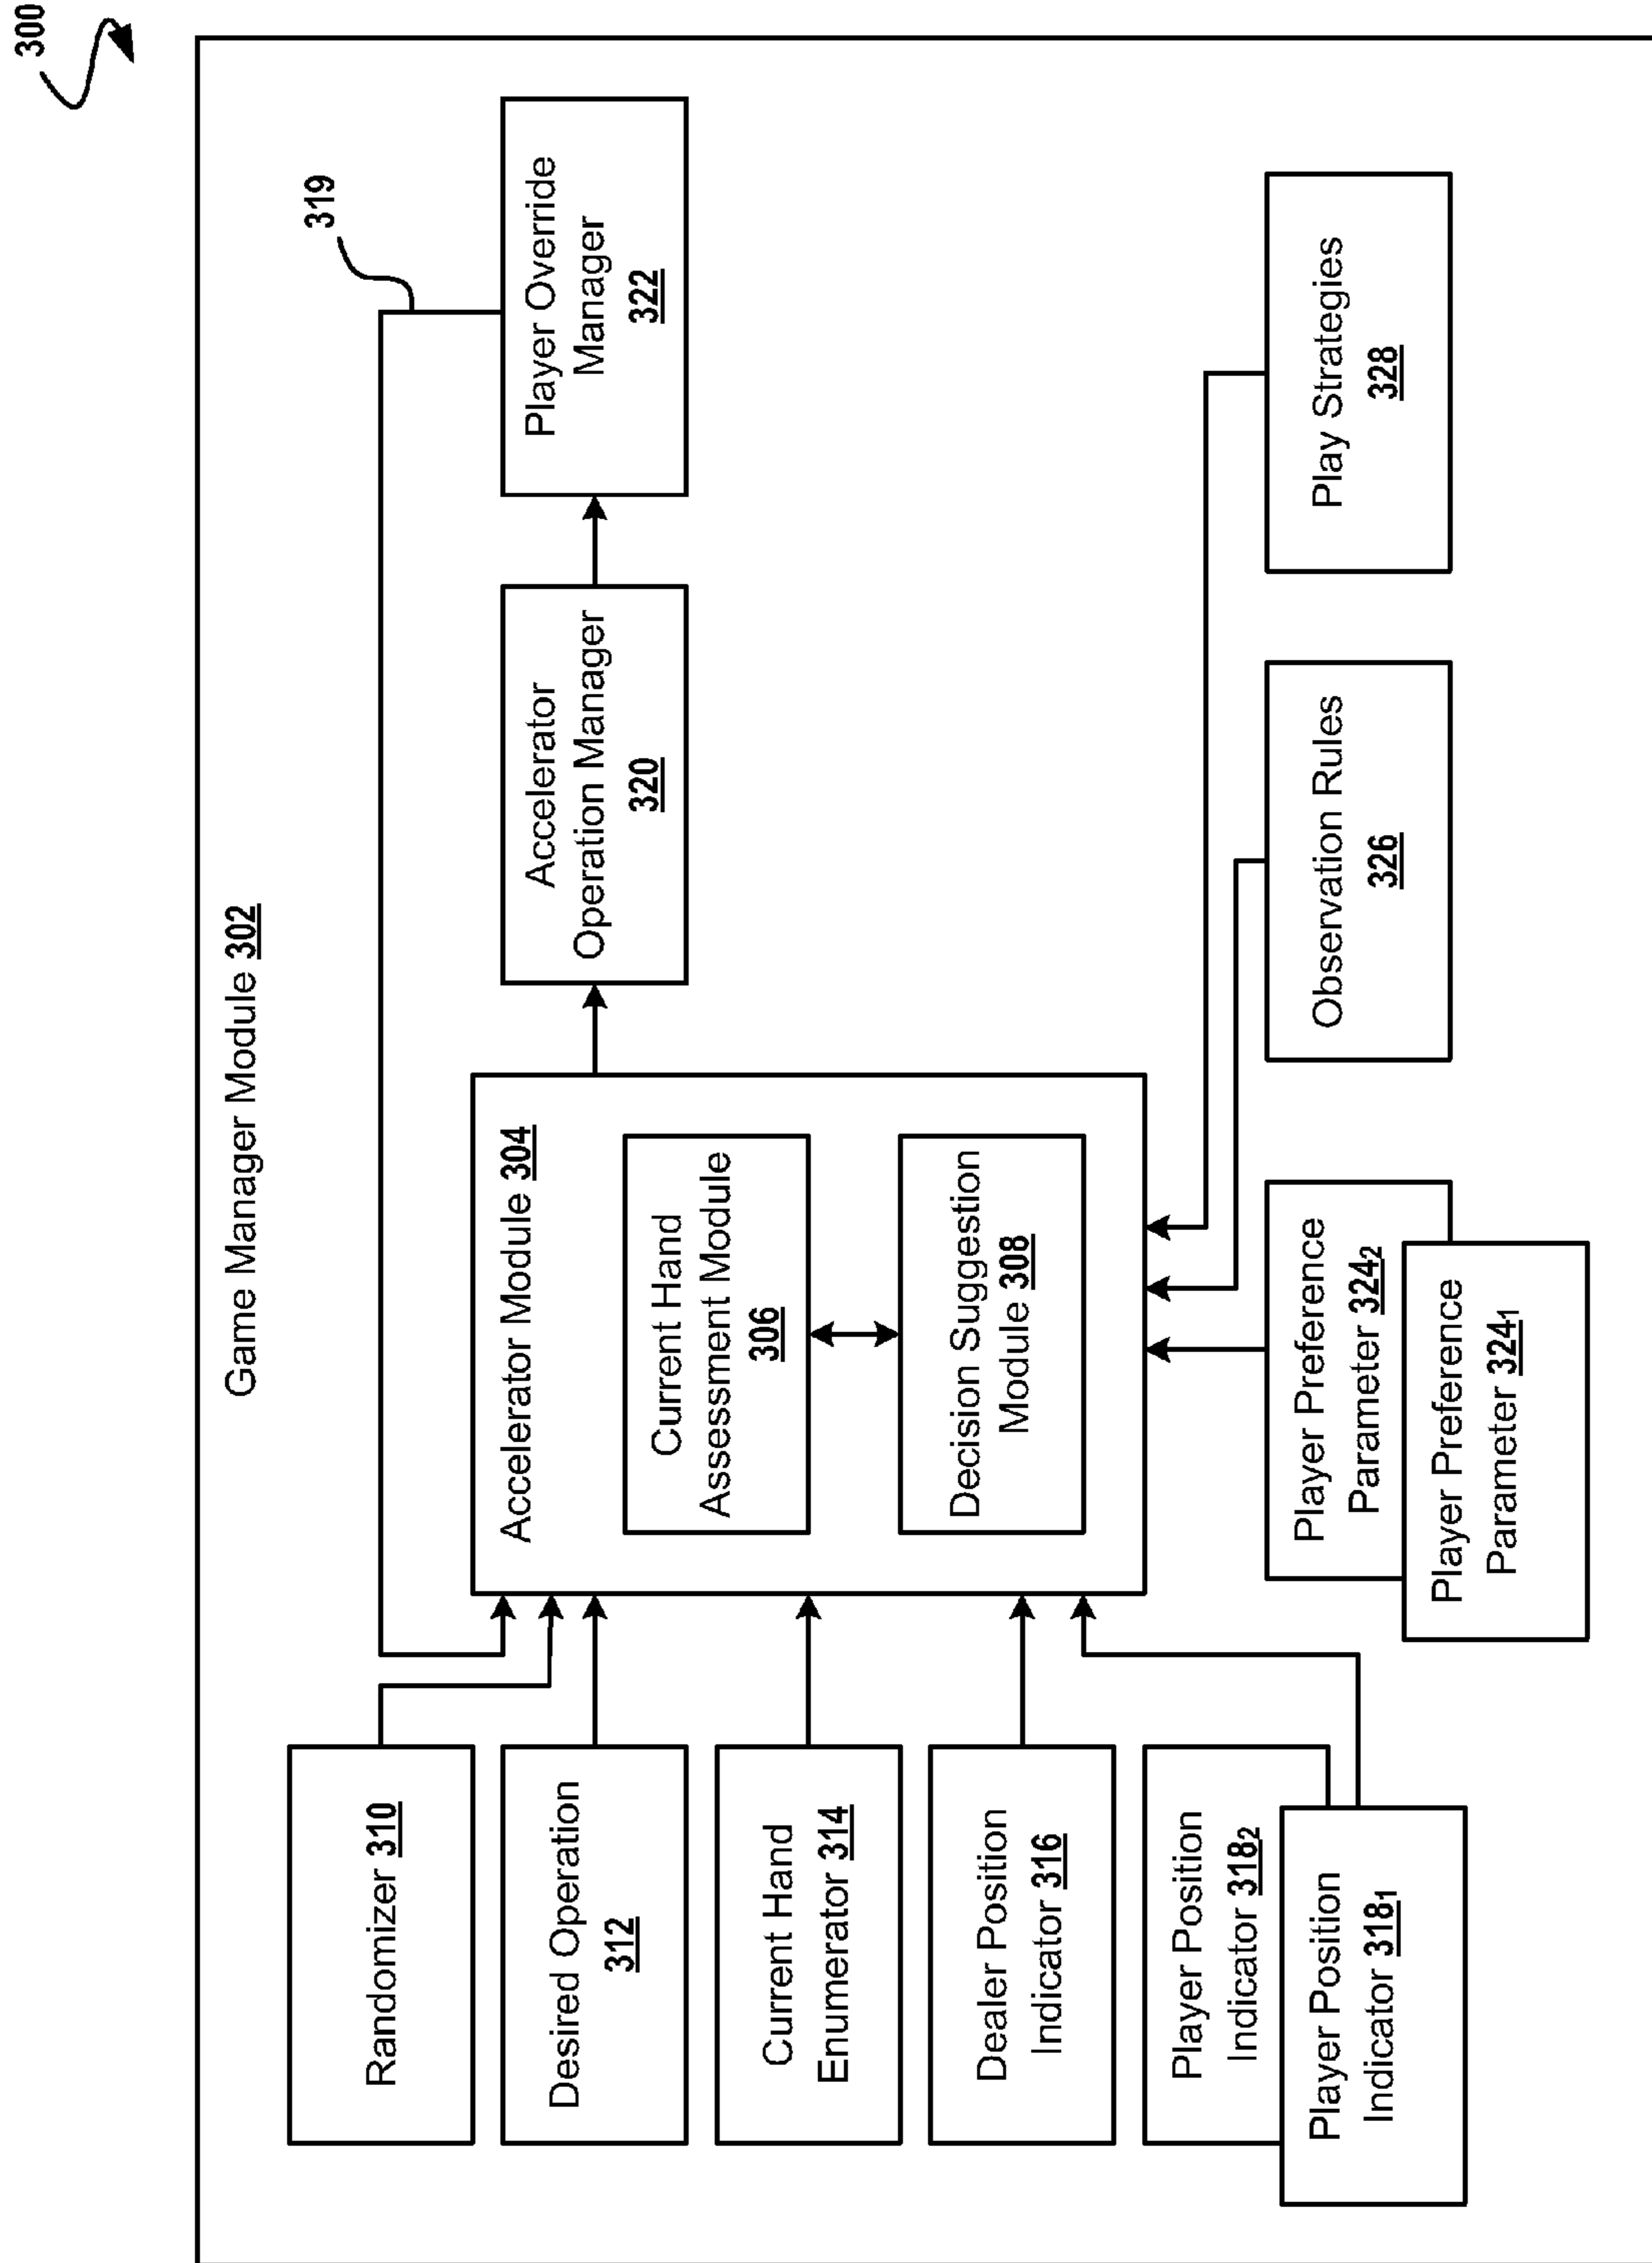 300
Game Manager Module 302
319
Randomizer 310
Desired Operation
312
Current Hand
Enumerator 314
Dealer Position
Indicator 316
Player Position
Indicator 318₂
Player Position
Indicator 318₁
Accelerator Module 304
Current Hand
Assessment Module
306
Decision Suggestion
Module 308
Accelerator
Operation Manager
320
Player Override
Manager
322
Player Preference
Parameter 324₂
Player Preference
Parameter 324₁
Observation Rules
326
Play Strategies
328